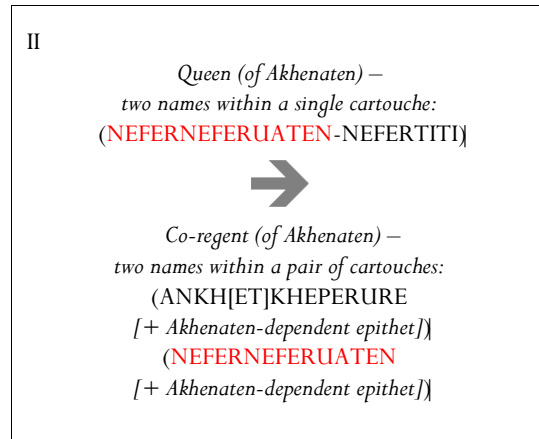 II
Queen (of Akhenaten) –
two names within a single cartouche:
(NEFERNEFERUATEN-NEFERTITI)|
Co-regent (of Akhenaten) –
two names within a pair of cartouches:
(ANKH[ET]KHEPERURE
[+ Akhenaten-dependent epithet])|
(NEFERNEFERUATEN
[+ Akhenaten-dependent epithet])|